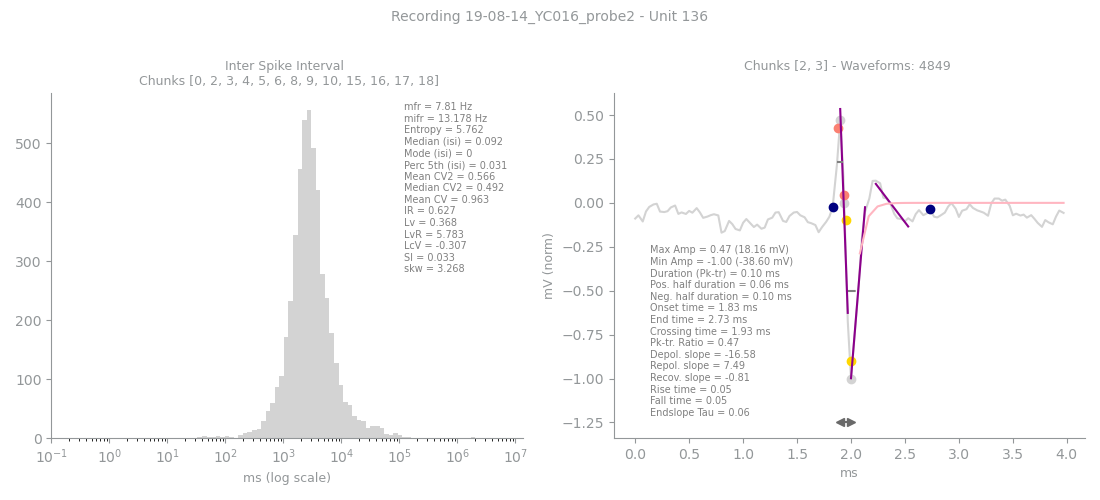 Recording 19-08-14_YC016_probe2 - Unit 136
Inter Spike Interval
Chunks [0, 2, 3, 4, 5, 6, 8, 9, 10, 15, 16, 17, 18]
mfr = 7.81 Hz
mifr = 13.178 Hz
Entropy = 5.762
Median (isi) = 0.092
Mode (isi) = 0
Perc 5th (isi) = 0.031
Mean CV2 = 0.566
Median CV2 = 0.492
Mean CV = 0.963
IR = 0.627
Lv = 0.368
LvR = 5.783
LcV = -0.307
SI = 0.033
skw = 3.268
500
400
300
200
100
0
10⁻¹ 10⁰ 10¹ 10² 10³ 10⁴ 10⁵ 10⁶ 10⁷
ms (log scale)
Chunks [2, 3] - Waveforms: 4849
mV (norm)
0.50
0.25
0.00
−0.25
−0.50
−0.75
−1.00
−1.25
Max Amp = 0.47 (18.16 mV)
Min Amp = -1.00 (-38.60 mV)
Duration (Pk-tr) = 0.10 ms
Pos. half duration = 0.06 ms
Neg. half duration = 0.10 ms
Onset time = 1.83 ms
End time = 2.73 ms
Crossing time = 1.93 ms
Pk-tr. Ratio = 0.47
Depol. slope = -16.58
Repol. slope = 7.49
Recov. slope = -0.81
Rise time = 0.05
Fall time = 0.05
Endslope Tau = 0.06
0.0 0.5 1.0 1.5 2.0 2.5 3.0 3.5 4.0
ms